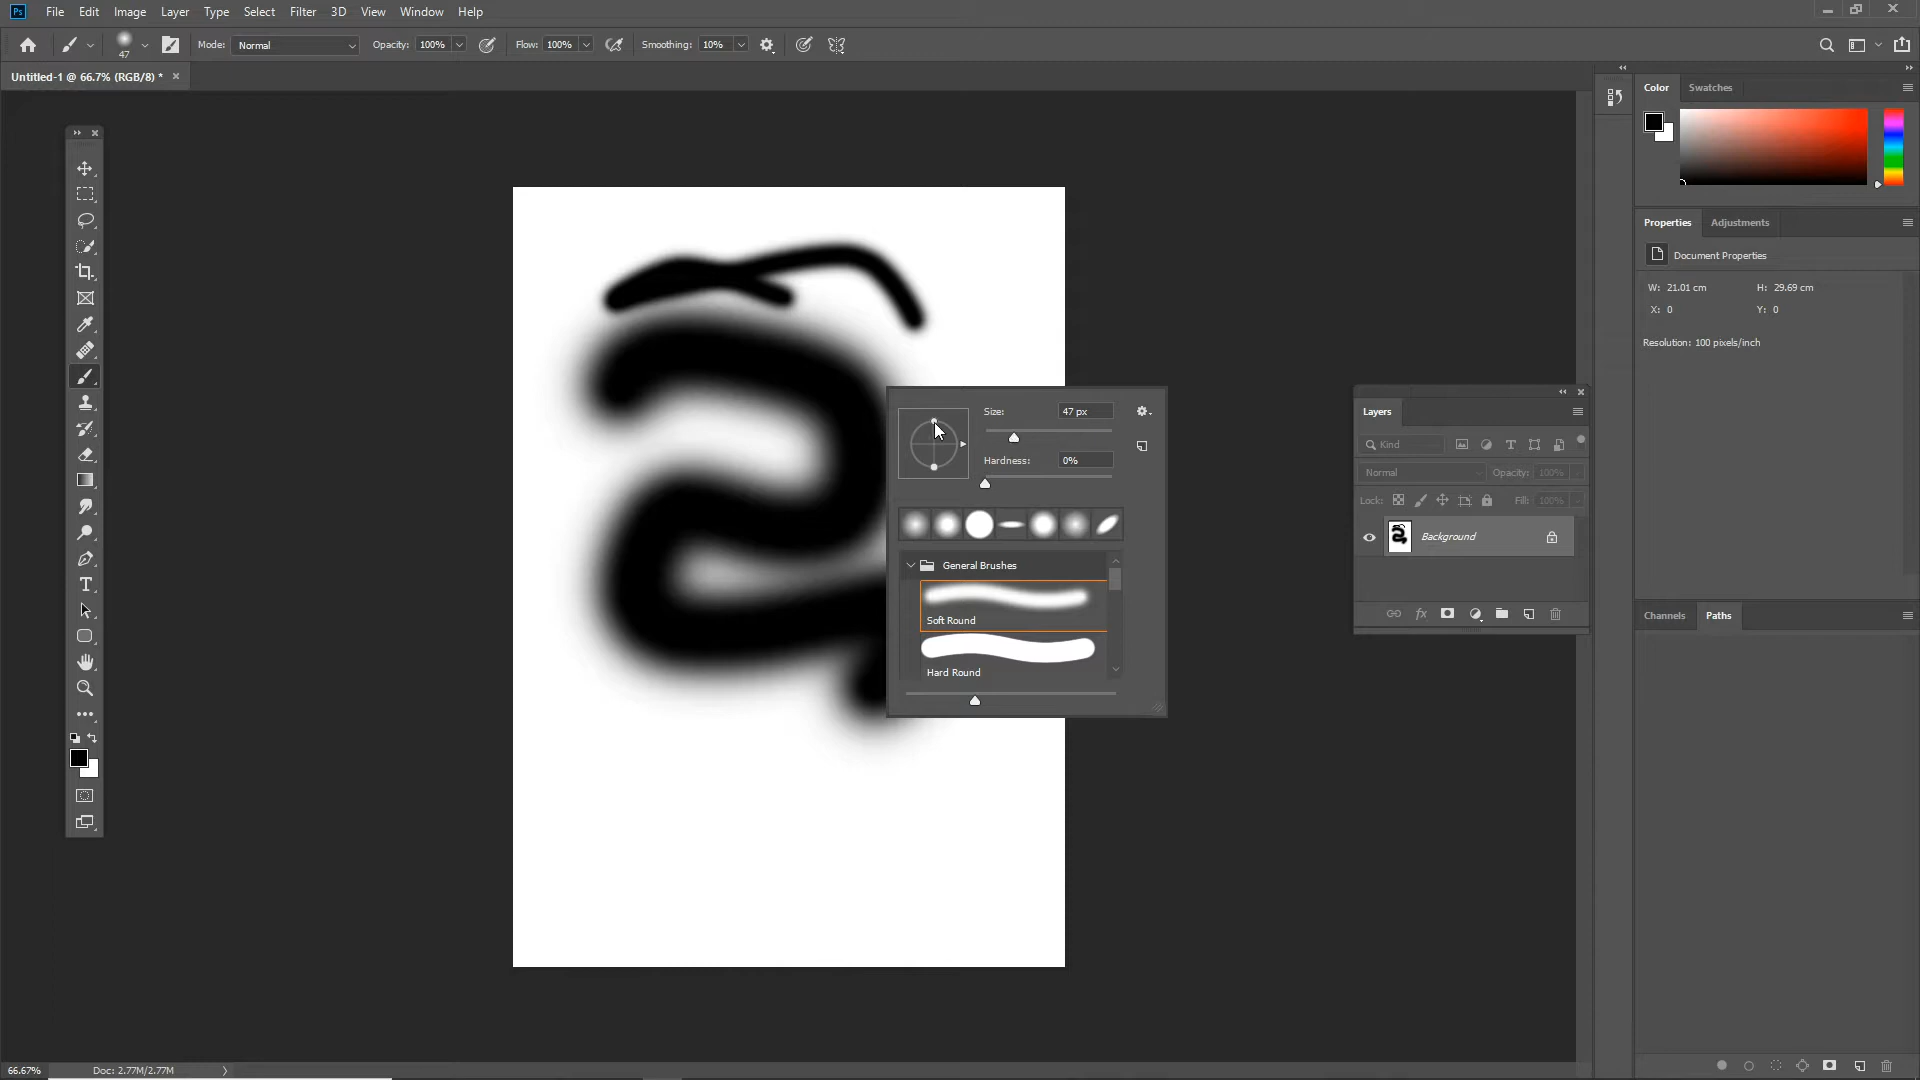 Ps File Edit Image Layer Type Select Filter 3D View Window Help
47 Mode: Normal Opacity: 100% Flow: 100% Smoothing: 10%
Untitled-1 @ 66.7% (RGB/8) *
Color Swatches
Properties Adjustments
Document Properties
W: 21.01 cm H: 29.69 cm
X: 0 Y: 0
Resolution: 100 pixels/inch
Size: 47 px
Hardness: 0%
General Brushes
Soft Round
Hard Round
Layers
Kind
Normal Opacity: 100%
Lock: Fill: 100%
Background
fx
Channels Paths
66.67% Doc: 2.77M/2.77M